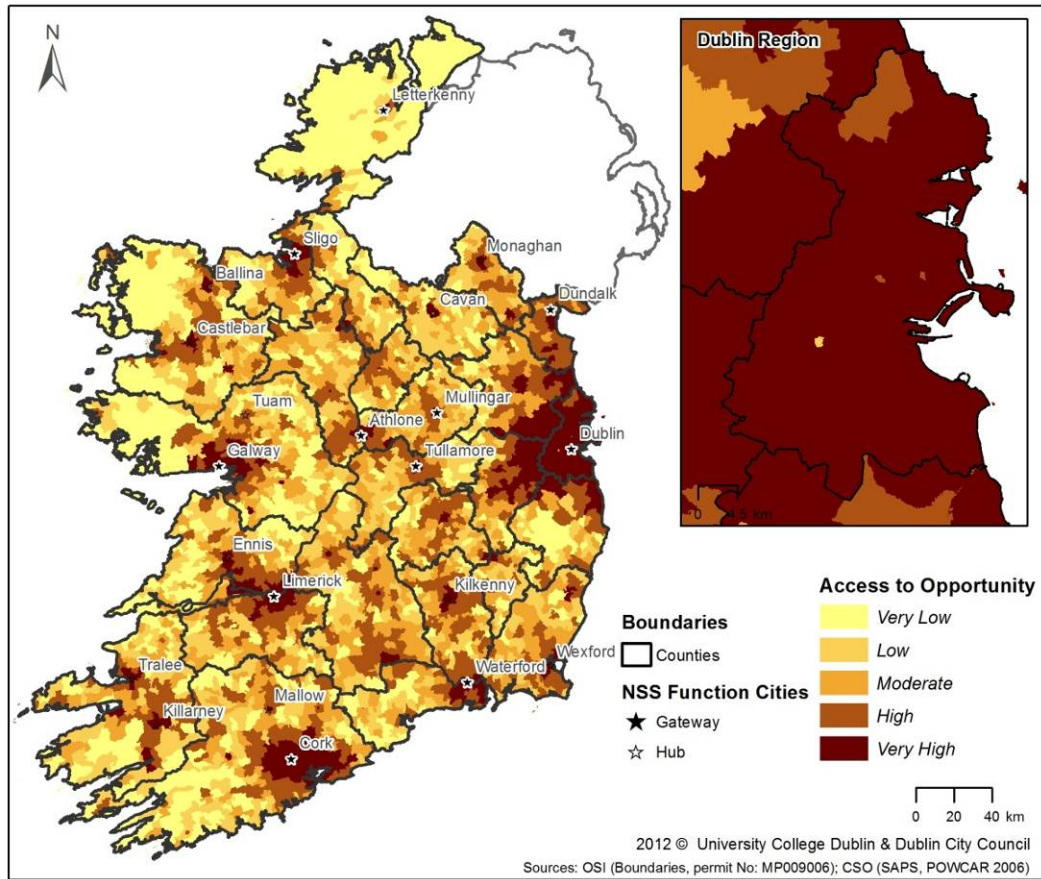 N
Letterkenny
Sligo
Ballina
Monaghan
Cavan
Dundalk
Castlebar
Tuam
Mullingar
Athlone
Dublin
Galway
Tullamore
Ennis
Limerick
Kilkenny
Tralee
Mallow
Waterford
Wexford
Killarney
Cork
Dublin Region
0 4.5 km
Boundaries
Counties
NSS Function Cities
Gateway
Hub
Access to Opportunity
Very Low
Low
Moderate
High
Very High
0 20 40 km
2012 © University College Dublin & Dublin City Council
Sources: OSI (Boundaries, permit No: MP009006); CSO (SAPS, POWCAR 2006)